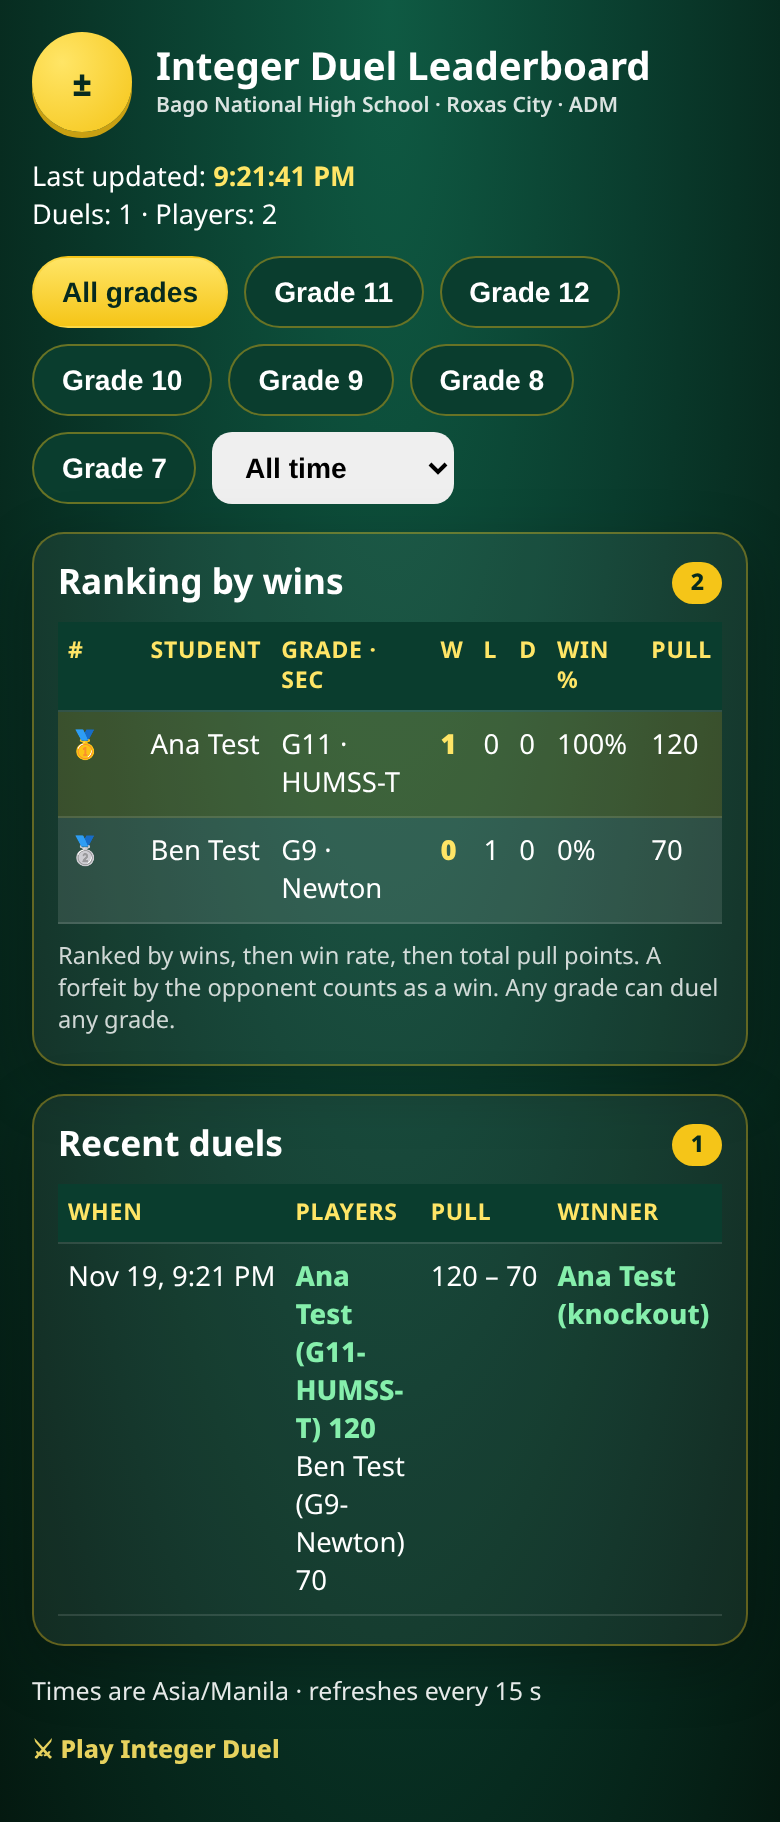 ±
Integer Duel Leaderboard
Bago National High School · Roxas City · ADM
Last updated: 9:21:41 PM
Duels: 1 · Players: 2
All grades Grade 11 Grade 12
Grade 10 Grade 9 Grade 8
Grade 7 All time
Ranking by wins 2
# STUDENT GRADE · SEC W L D WIN % PULL
🥇 Ana Test G11 · HUMSS-T 1 0 0 100% 120
🥈 Ben Test G9 · Newton 0 1 0 0% 70
Ranked by wins, then win rate, then total pull points. A
forfeit by the opponent counts as a win. Any grade can duel
any grade.
Recent duels 1
WHEN PLAYERS PULL WINNER
Nov 19, 9:21 PM Ana 120 – 70 Ana Test
Test (knockout)
(G11-
HUMSS-
T) 120
Ben Test
(G9-
Newton)
70
Times are Asia/Manila · refreshes every 15 s
⚔ Play Integer Duel